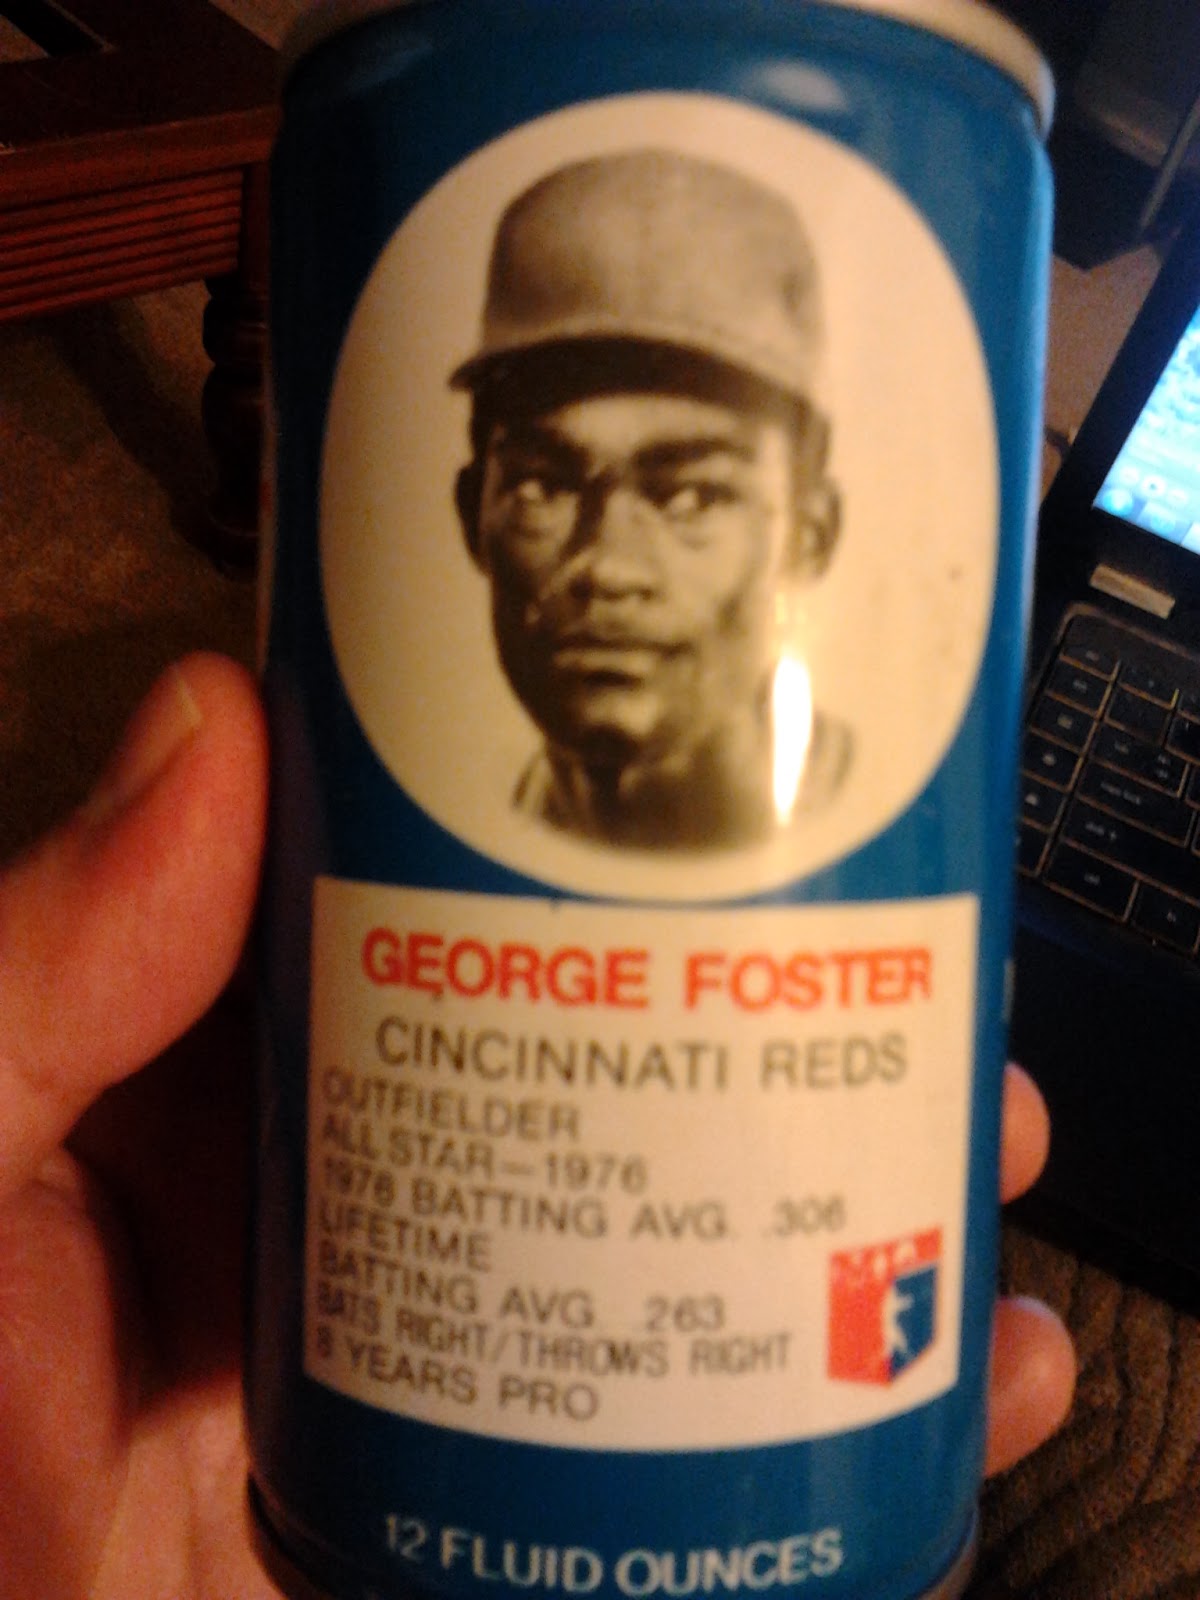 GEORGE FOSTER
CINCINNATI REDS
OUTFIELDER
ALL STAR—1976
1976 BATTING AVG. .306
LIFETIME
BATTING AVG. .263
BATS RIGHT/THROWS RIGHT
8 YEARS PRO
12 FLUID OUNCES